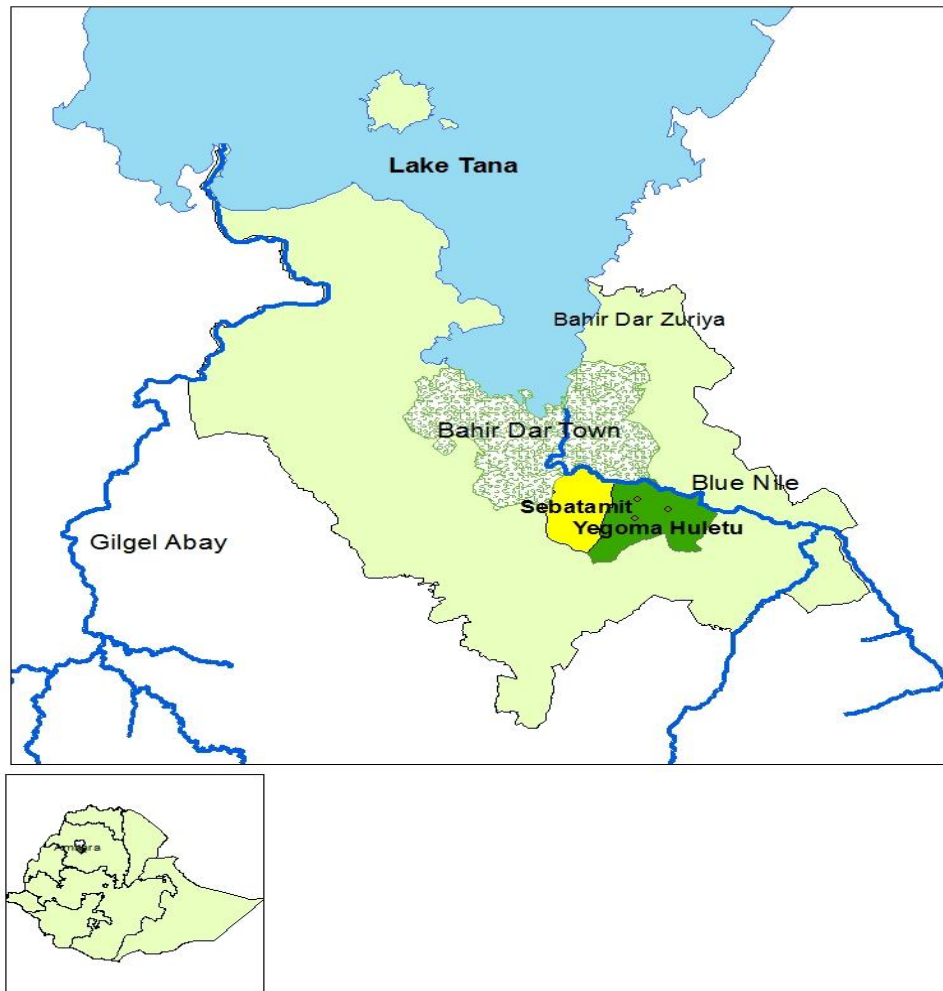 Lake Tana
Bahir Dar Zuriya
Bahir Dar Town
Blue Nile
Sebatamit
Yegoma Huletu
Gilgel Abay
Amhara